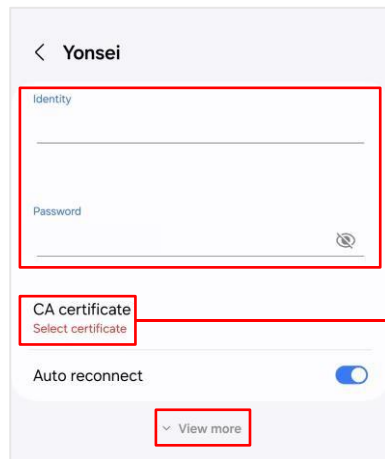 Yonsei
Identity
Password
CA certificate
Select certificate
Auto reconnect
View more